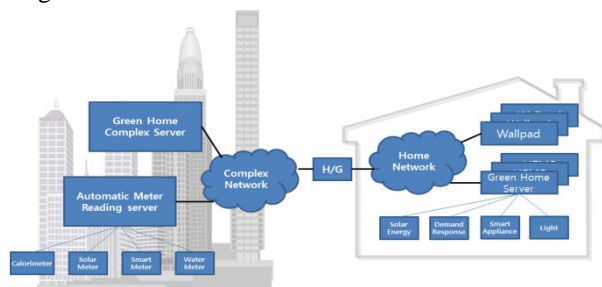 Green Home
Complex Server
Automatic Meter
Reading server
Calorimeter
Solar
Meter
Smart
Meter
Water
Meter
Complex
Network
H/G
Home
Network
Wallpad
Green Home
Server
Solar
Energy
Demand
Response
Smart
Appliance
Light